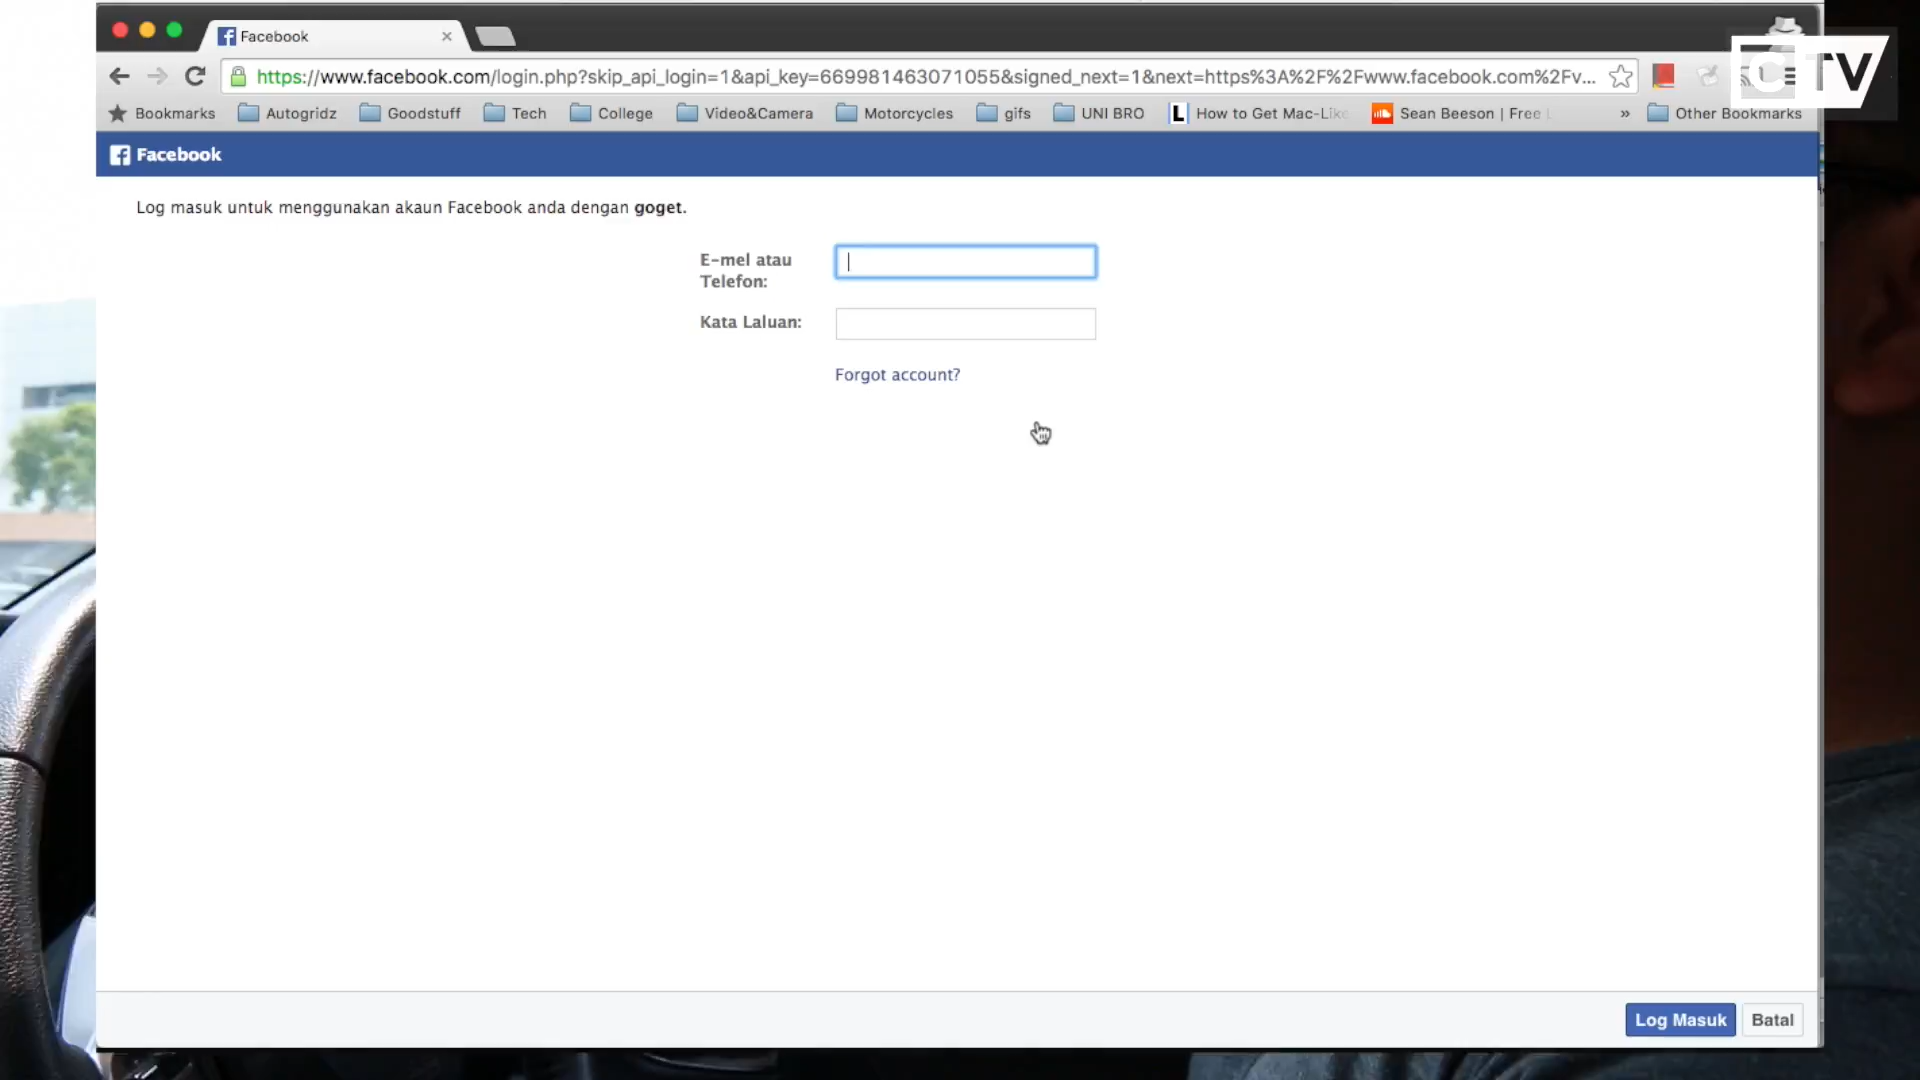 Facebook
https://www.facebook.com/login.php?skip_api_login=1&api_key=669981463071055&signed_next=1&next=https%3A%2F%2Fwww.facebook.com%2Fv...
Bookmarks Autogridz Goodstuff Tech College Video&Camera Motorcycles gifs UNI BRO L How to Get Mac-Like Sean Beeson | Free » Other Bookmarks
CTV
Facebook
Log masuk untuk menggunakan akaun Facebook anda dengan goget.
E-mel atau
Telefon:
Kata Laluan:
Forgot account?
Log Masuk Batal